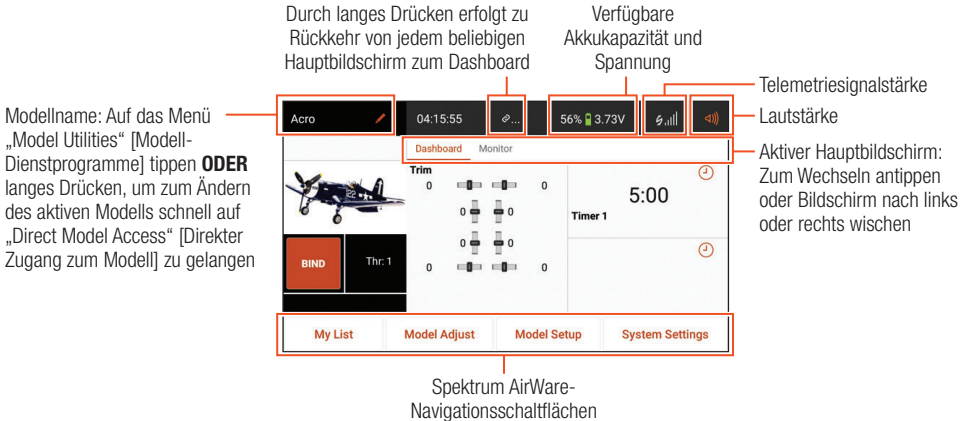 Durch langes Drücken erfolgt zu
Rückkehr von jedem beliebigen
Hauptbildschirm zum Dashboard
Verfügbare
Akkukapazität und
Spannung
Telemetriesignalstärke
Lautstärke
Aktiver Hauptbildschirm:
Zum Wechseln antippen
oder Bildschirm nach links
oder rechts wischen
Modellname: Auf das Menü
„Model Utilities“ [Modell-
Dienstprogramme] tippen ODER
langes Drücken, um zum Ändern
des aktiven Modells schnell auf
„Direct Model Access“ [Direkter
Zugang zum Modell] zu gelangen
Acro
04:15:55
...
56% 3.73V
Dashboard Monitor
Trim
0 0
0 0
0 0
0 0
5:00
Timer 1
BIND
Thr: 1
My List Model Adjust Model Setup System Settings
Spektrum AirWare-
Navigationsschaltflächen